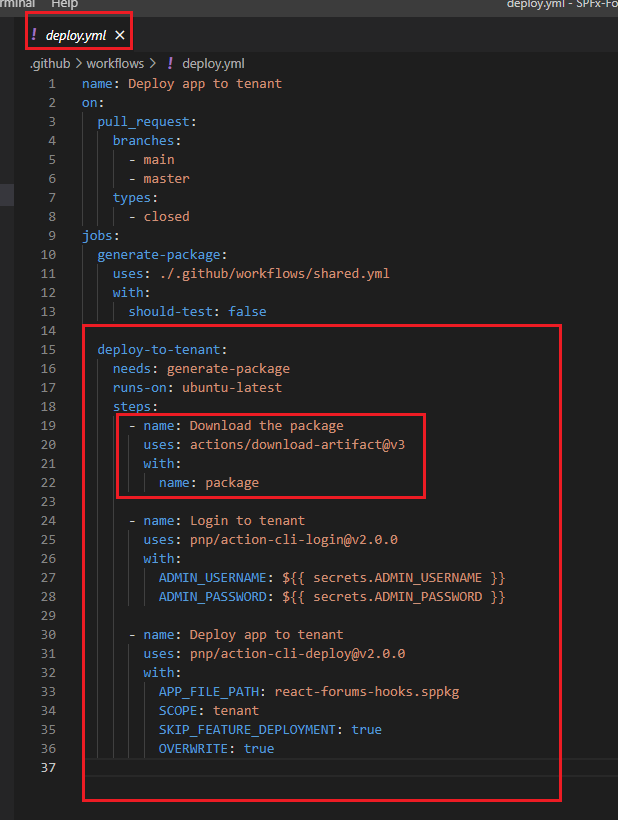 rminal Help deploy.yml - SPFx-Fo
! deploy.yml ×
.github > workflows > ! deploy.yml
1 name: Deploy app to tenant
2 on:
3 pull_request:
4 branches:
5 - main
6 - master
7 types:
8 - closed
9 jobs:
10 generate-package:
11 uses: ./.github/workflows/shared.yml
12 with:
13 should-test: false
14
15 deploy-to-tenant:
16 needs: generate-package
17 runs-on: ubuntu-latest
18 steps:
19 - name: Download the package
20 uses: actions/download-artifact@v3
21 with:
22 name: package
23
24 - name: Login to tenant
25 uses: pnp/action-cli-login@v2.0.0
26 with:
27 ADMIN_USERNAME: ${{ secrets.ADMIN_USERNAME }}
28 ADMIN_PASSWORD: ${{ secrets.ADMIN_PASSWORD }}
29
30 - name: Deploy app to tenant
31 uses: pnp/action-cli-deploy@v2.0.0
32 with:
33 APP_FILE_PATH: react-forums-hooks.sppkg
34 SCOPE: tenant
35 SKIP_FEATURE_DEPLOYMENT: true
36 OVERWRITE: true
37